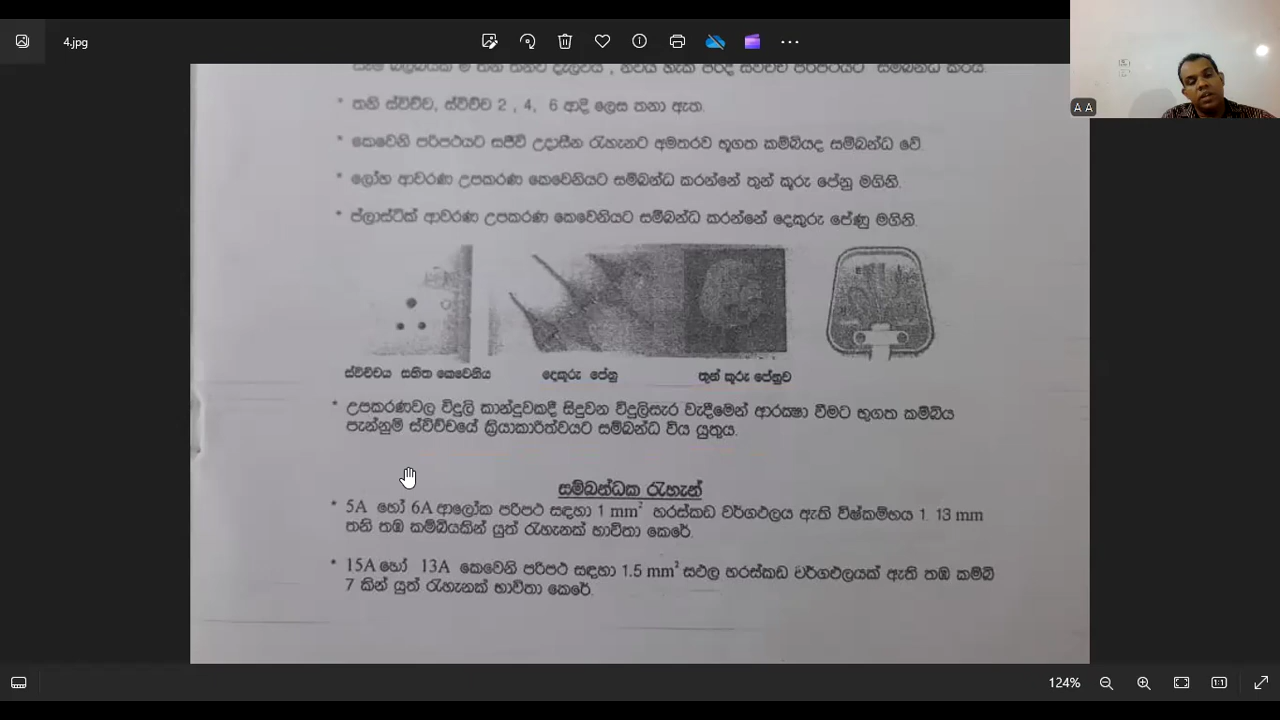 4.jpg
A A
* තනි ස්විච්ච, ස්විච්ච 2 , 4, 6 ආදි ලෙස තනා ඇත.
* කෙවෙනි පරිපථයට සජීවී උදාසීන රැහැනට අමතරව භූගත කම්බියද සම්බන්ධ වේ.
* ලෝහ ආවරණ උපකරණ කෙවෙනියට සම්බන්ධ කරන්නේ තුන් කූරු පේනු මගිනි.
* ප්ලාස්ටික් ආවරණ උපකරණ කෙවෙනියට සම්බන්ධ කරන්නේ දෙකුරු පේණු මගිනි.
ස්විච්චය සහිත කෙවෙනිය දෙකුරු පේනු තුන් කුරු පේනුව
* උපකරණවල විදුලි කාන්දුවකදී සිදුවන විදුලිසැර වැදීමෙන් ආරක්ෂා වීමට භුගත කම්බිය
පැන්නුම් ස්විච්චයේ ක්‍රියාකාරිත්වයට සම්බන්ධ විය යුතුය.
සම්බන්ධක රැහැන්
* 5A හෝ 6A ආලෝක පරිපථ සඳහා 1 mm² හරස්කඩ වර්ගඵලය ඇති විෂ්කම්භය 1. 13 mm
තනි තඹ කම්බියකින් යුත් රැහැනක් භාවිතා කෙරේ.
* 15A හෝ 13A කෙවෙනි පරිපථ සඳහා 1.5 mm² සඵල හරස්කඩ වර්ගඵලයක් ඇති තඹ කම්බි
7 කින් යුත් රැහැනක් භාවිතා කෙරේ.
124%